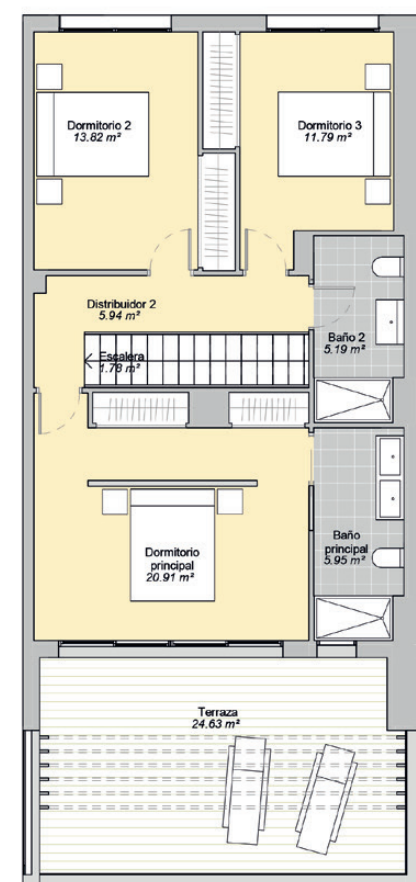 Dormitorio 2
13.82 m²
Dormitorio 3
11.79 m²
Distribuidor 2
5.94 m²
Escalera
1.78 m²
Baño 2
5.19 m²
Baño
principal
5.95 m²
Dormitorio
principal
20.91 m²
Terraza
24.63 m²